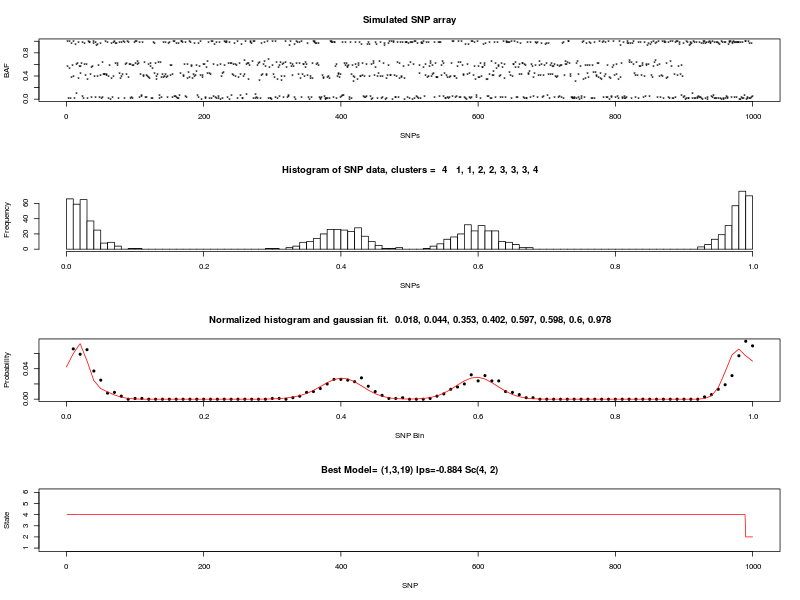 Simulated SNP array
BAF
0.0 0.4 0.8
0 200 400 600 800 1000
SNPs
Histogram of SNP data, clusters = 4 1, 1, 2, 2, 3, 3, 3, 4
Frequency
0 20 40 60
0.0 0.2 0.4 0.6 0.8 1.0
SNPs
Normalized histogram and gaussian fit. 0.018, 0.044, 0.353, 0.402, 0.597, 0.598, 0.6, 0.978
Probability
0.00 0.04
0.0 0.2 0.4 0.6 0.8 1.0
SNP Bin
Best Model= (1,3,19) lps=-0.884 Sc(4, 2)
State
1 2 3 4 5 6
0 200 400 600 800 1000
SNP